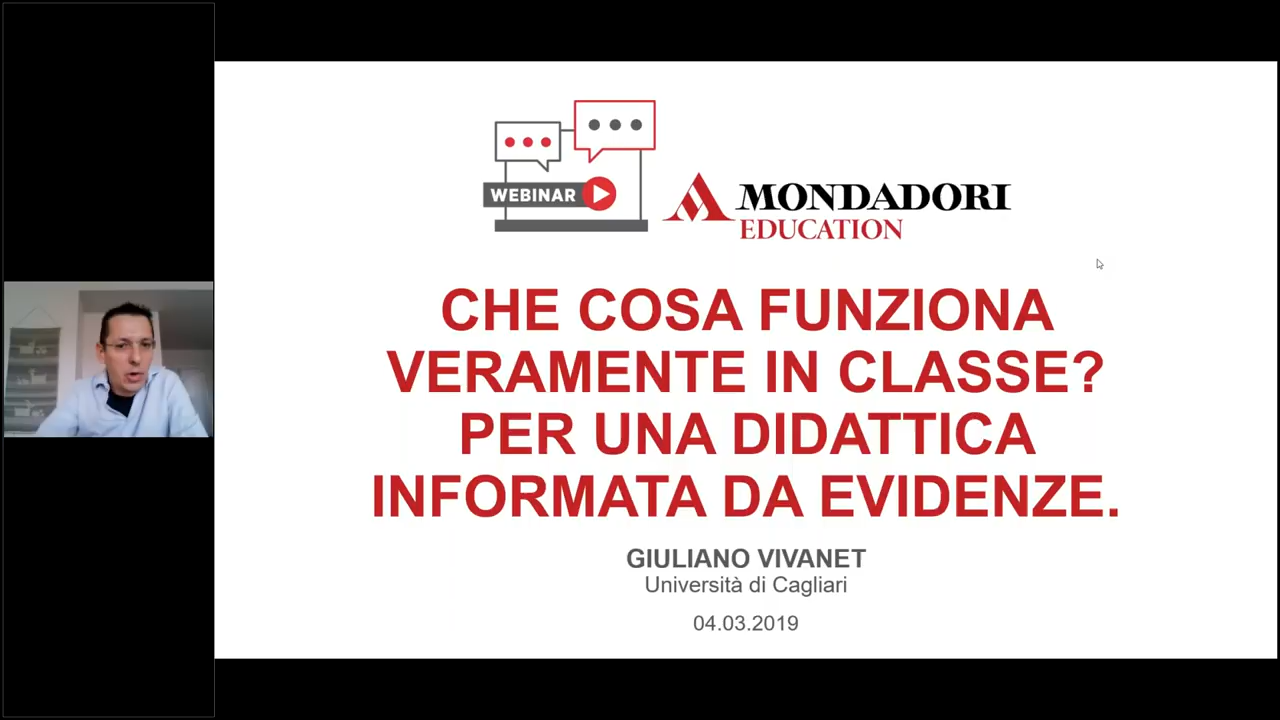 WEBINAR
MONDADORI
EDUCATION
CHE COSA FUNZIONA
VERAMENTE IN CLASSE?
PER UNA DIDATTICA
INFORMATA DA EVIDENZE.
GIULIANO VIVANET
Università di Cagliari
04.03.2019